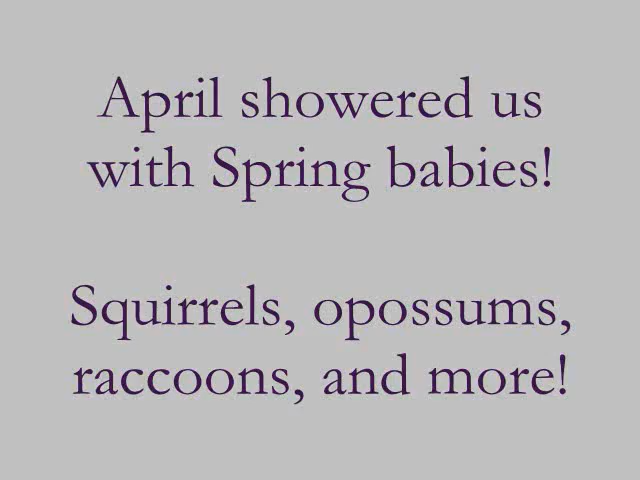 April showered us
with Spring babies!
Squirrels, opossums,
raccoons, and more!